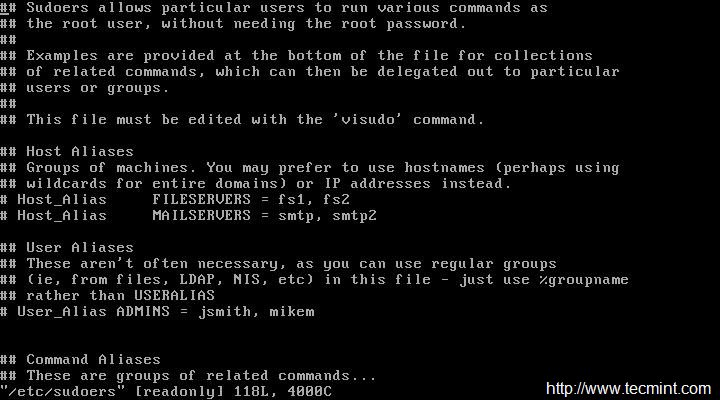 ## Sudoers allows particular users to run various commands as
## the root user, without needing the root password.
##
## Examples are provided at the bottom of the file for collections
## of related commands, which can then be delegated out to particular
## users or groups.
##
## This file must be edited with the 'visudo' command.

## Host Aliases
## Groups of machines. You may prefer to use hostnames (perhaps using
## wildcards for entire domains) or IP addresses instead.
# Host_Alias     FILESERVERS = fs1, fs2
# Host_Alias     MAILSERVERS = smtp, smtp2

## User Aliases
## These aren't often necessary, as you can use regular groups
## (ie, from files, LDAP, NIS, etc) in this file - just use %groupname
## rather than USERALIAS
# User_Alias ADMINS = jsmith, mikem


## Command Aliases
## These are groups of related commands...
"/etc/sudoers" [readonly] 118L, 4000C
http://www.tecmint.com